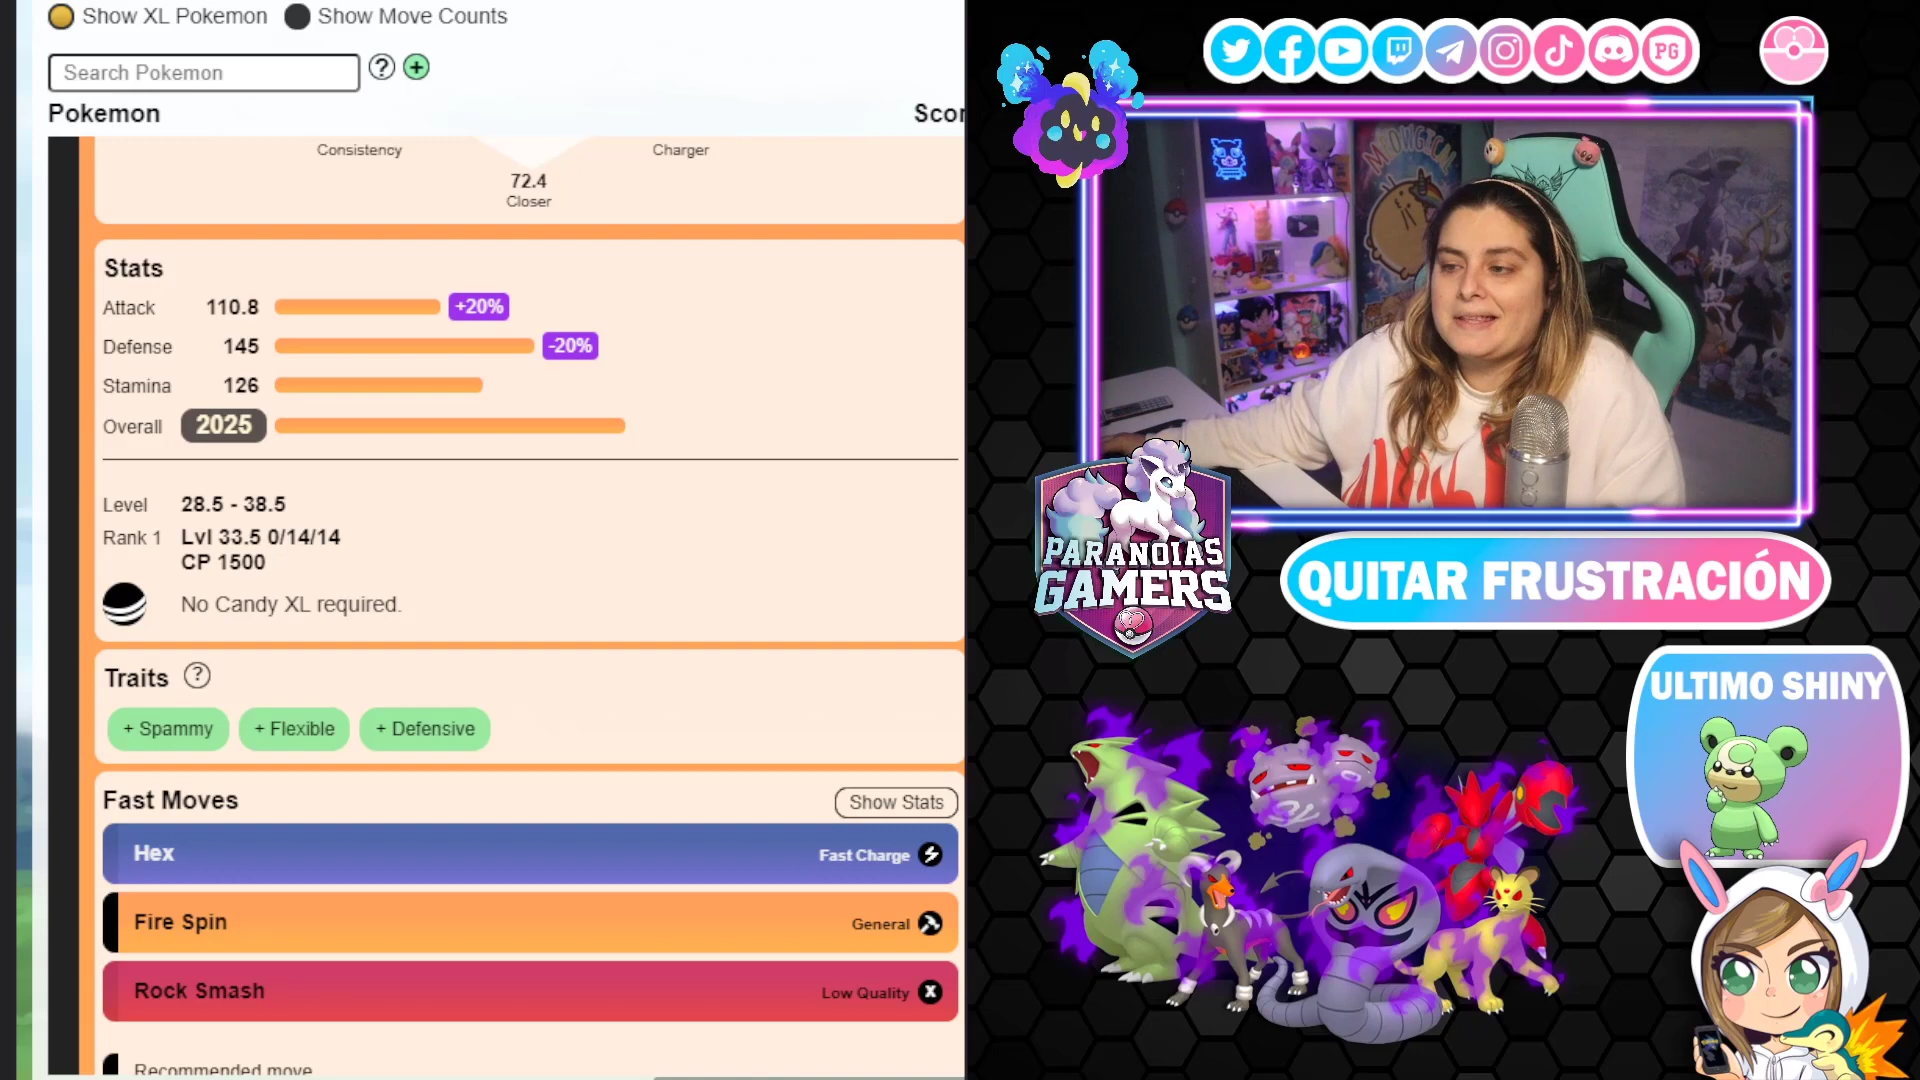 Show XL Pokemon Show Move Counts
Search Pokemon ? +
Pokemon Scor
Consistency Charger
72.4
Closer
Stats
Attack 110.8 +20%
Defense 145 -20%
Stamina 126
Overall 2025
Level 28.5 - 38.5
Rank 1 Lvl 33.5 0/14/14
CP 1500
No Candy XL required.
Traits ?
+ Spammy + Flexible + Defensive
Fast Moves Show Stats
Hex Fast Charge
Fire Spin General
Rock Smash Low Quality
Recommended move
PG
MEOWGICAL
PARANOIAS
GAMERS
QUITAR FRUSTRACIÓN
ULTIMO SHINY